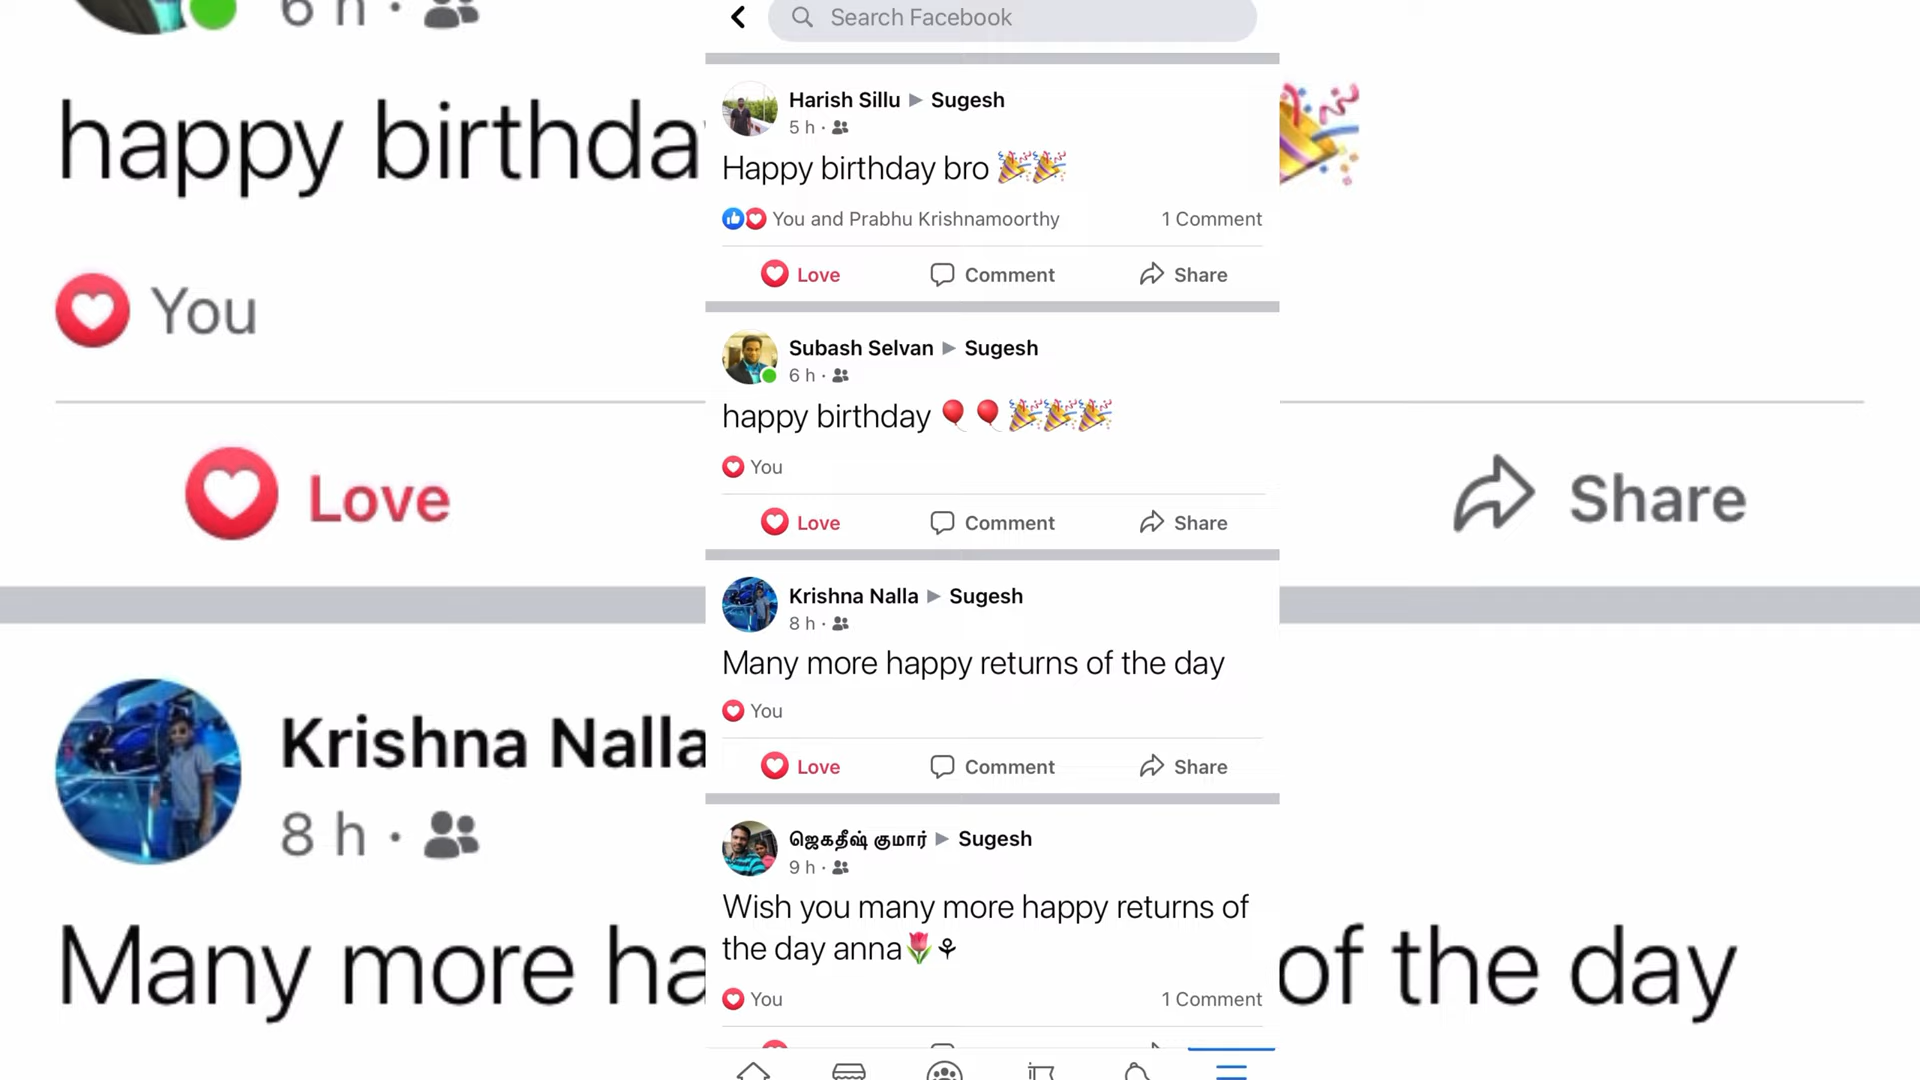 Search Facebook
Harish Sillu ▶ Sugesh
5 h ·
Happy birthday bro 🎉🎉
You and Prabhu Krishnamoorthy 1 Comment
Love Comment Share
Subash Selvan ▶ Sugesh
6 h ·
happy birthday 🎈🎈🎉🎉🎉
You
Love Comment Share
Krishna Nalla ▶ Sugesh
8 h ·
Many more happy returns of the day
You
Love Comment Share
ஜெகதீஷ் குமார் ▶ Sugesh
9 h ·
Wish you many more happy returns of
the day anna🌷⚘
You 1 Comment
6 h ·
happy birthda
You
Love Share
Krishna Nalla
8 h ·
Many more ha of the day